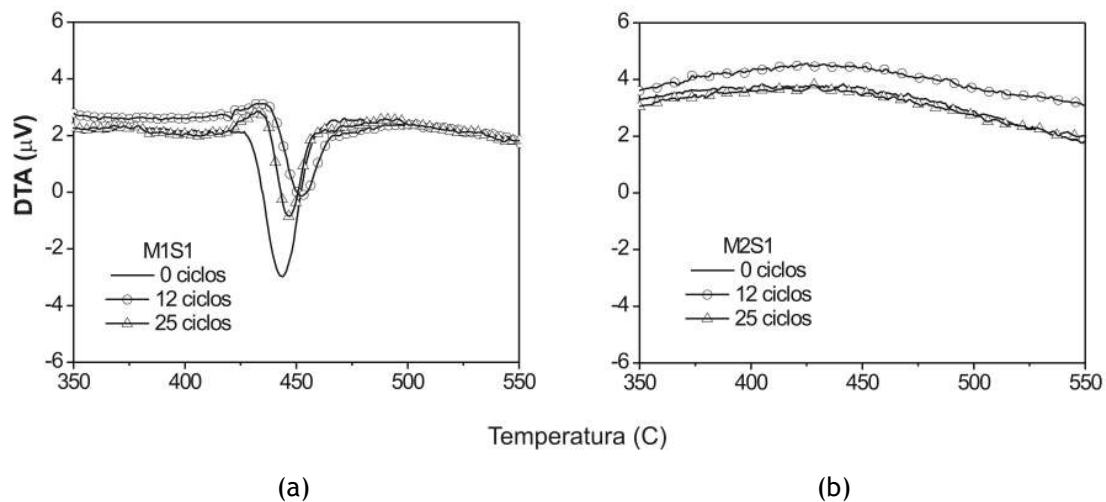 6
4
2
0
-2
-4
-6
DTA (μV)
M1S1
0 ciclos
12 ciclos
25 ciclos
350
400
450
500
550
6
4
2
0
-2
-4
-6
M2S1
0 ciclos
12 ciclos
25 ciclos
350
400
450
500
550
Temperatura (C)
(a)
(b)